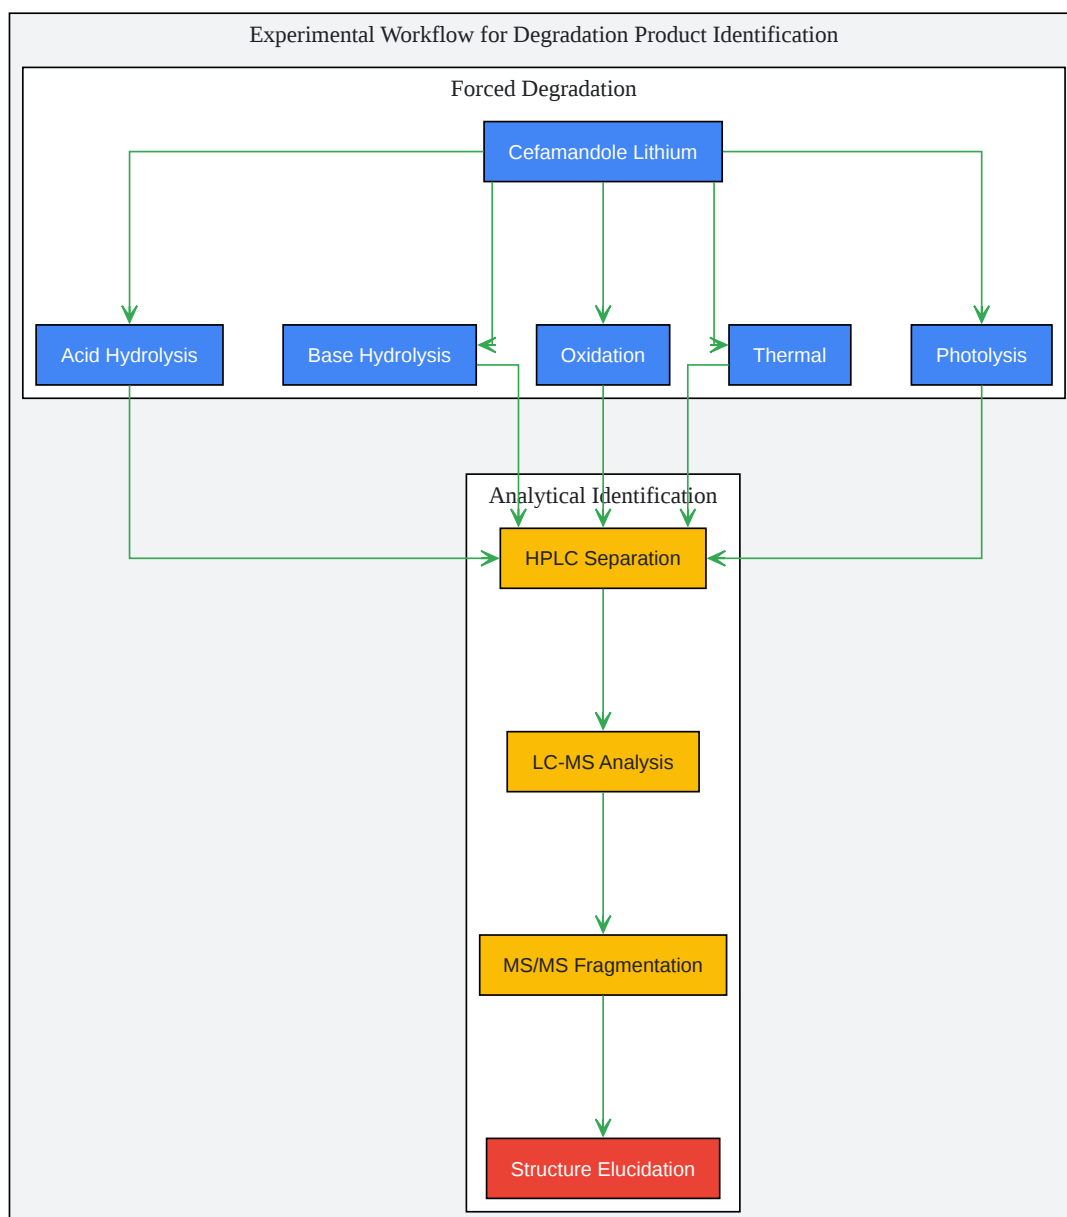 Experimental Workflow for Degradation Product Identification
Forced Degradation
Cefamandole Lithium
Acid Hydrolysis
Base Hydrolysis
Oxidation
Thermal
Photolysis
Analytical Identification
HPLC Separation
LC-MS Analysis
MS/MS Fragmentation
Structure Elucidation